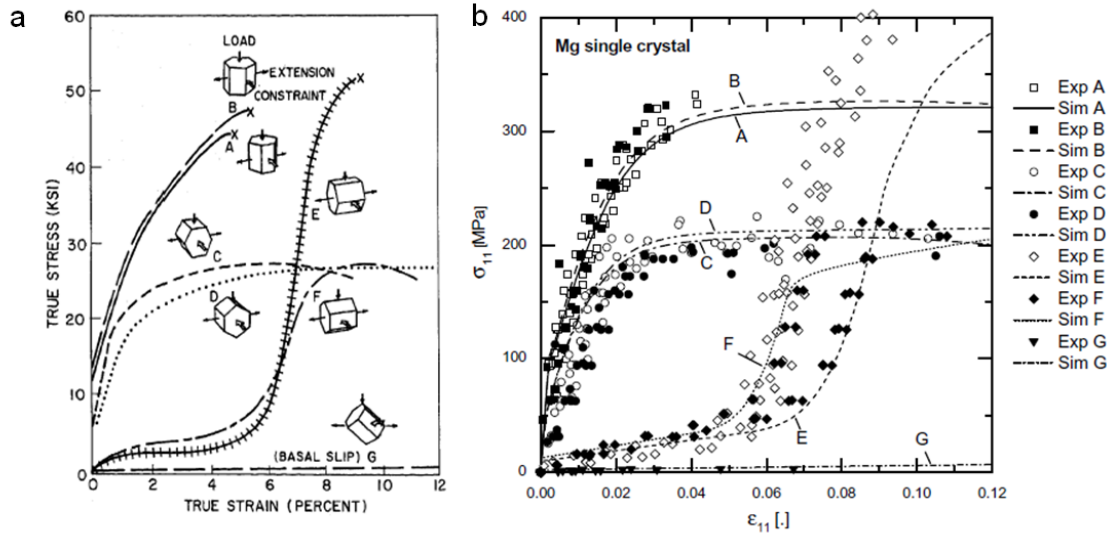 a
TRUE STRESS (KSI)
60
50
40
30
26
20
10
0
0
2
4
6
8
10
12
TRUE STRAIN (PERCENT)
LOAD
EXTENSION
CONSTRAINT
B
A
E
C
D
F
(BASAL SLIP) G
b
Mg single crystal
σ11 [MPa]
400
300
200
100
0
0.00
0.02
0.04
0.06
0.08
0.10
0.12
ε11 [.]
B
A
D
C
F
E
G
Exp A
Sim A
Exp B
Sim B
Exp C
Sim C
Exp D
Sim D
Exp E
Sim E
Exp F
Sim F
Exp G
Sim G